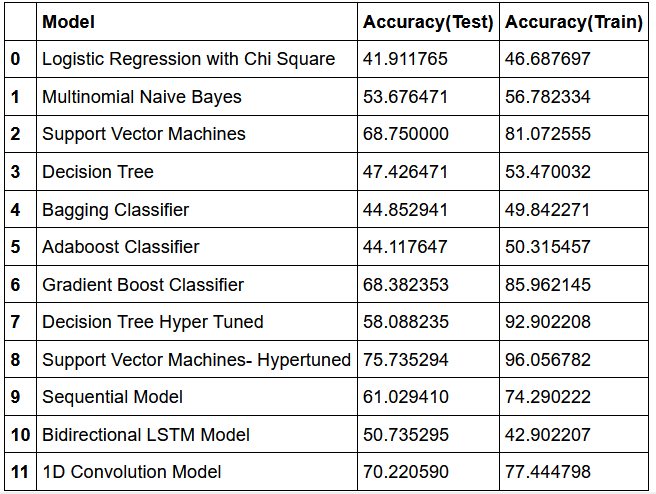 Model Accuracy(Test) Accuracy(Train)
0 Logistic Regression with Chi Square 41.911765 46.687697
1 Multinomial Naive Bayes 53.676471 56.782334
2 Support Vector Machines 68.750000 81.072555
3 Decision Tree 47.426471 53.470032
4 Bagging Classifier 44.852941 49.842271
5 Adaboost Classifier 44.117647 50.315457
6 Gradient Boost Classifier 68.382353 85.962145
7 Decision Tree Hyper Tuned 58.088235 92.902208
8 Support Vector Machines- Hypertuned 75.735294 96.056782
9 Sequential Model 61.029410 74.290222
10 Bidirectional LSTM Model 50.735295 42.902207
11 1D Convolution Model 70.220590 77.444798